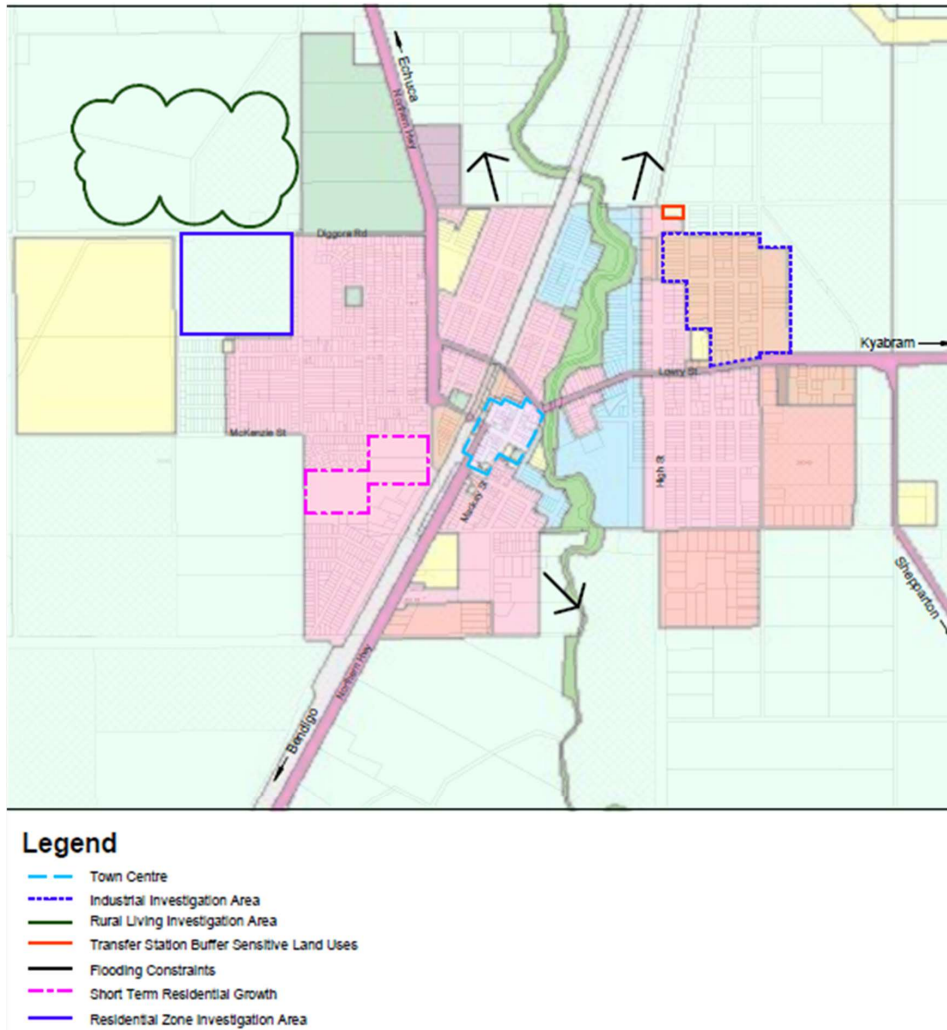 Echuca
Northern Hwy
Diggora Rd
Kyabram
Lowry St
McKenzie St
High St
Mackay St
Shepparton
Northern Hwy
Bendigo
Legend
Town Centre
Industrial Investigation Area
Rural Living Investigation Area
Transfer Station Buffer Sensitive Land Uses
Flooding Constraints
Short Term Residential Growth
Residential Zone Investigation Area